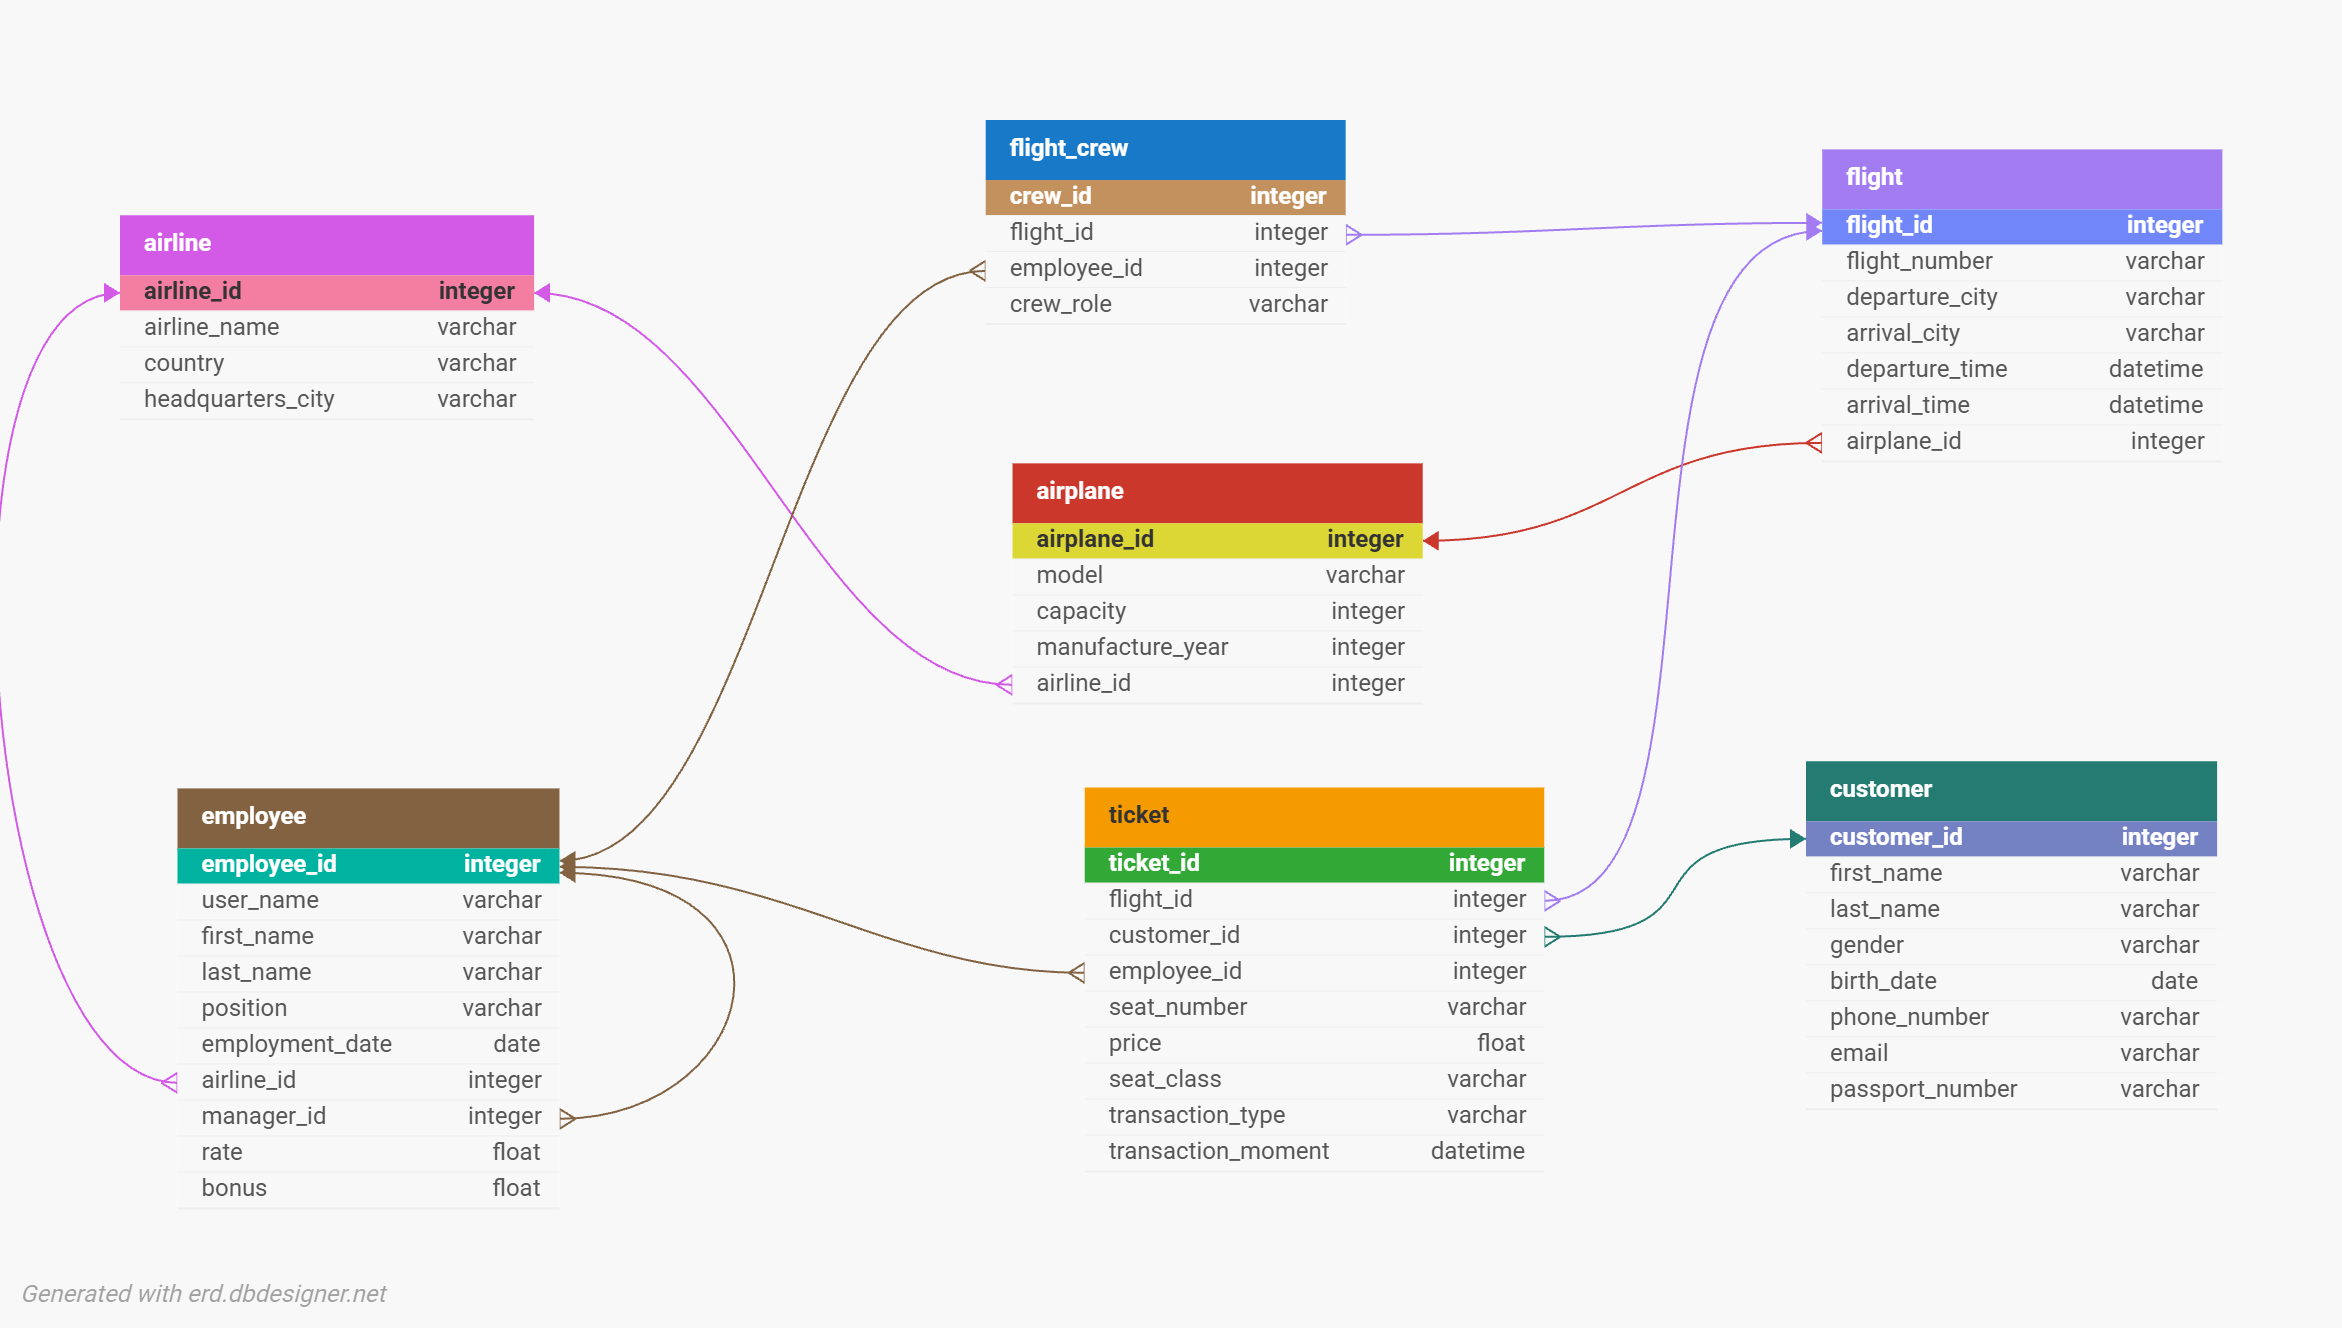 flight_crew
crew_id integer
flight_id integer
employee_id integer
crew_role varchar
flight
flight_id integer
flight_number varchar
departure_city varchar
arrival_city varchar
departure_time datetime
arrival_time datetime
airplane_id integer
airline
airline_id integer
airline_name varchar
country varchar
headquarters_city varchar
airplane
airplane_id integer
model varchar
capacity integer
manufacture_year integer
airline_id integer
employee
employee_id integer
user_name varchar
first_name varchar
last_name varchar
position varchar
employment_date date
airline_id integer
manager_id integer
rate float
bonus float
ticket
ticket_id integer
flight_id integer
customer_id integer
employee_id integer
seat_number varchar
price float
seat_class varchar
transaction_type varchar
transaction_moment datetime
customer
customer_id integer
first_name varchar
last_name varchar
gender varchar
birth_date date
phone_number varchar
email varchar
passport_number varchar
Generated with erd.dbdesigner.net